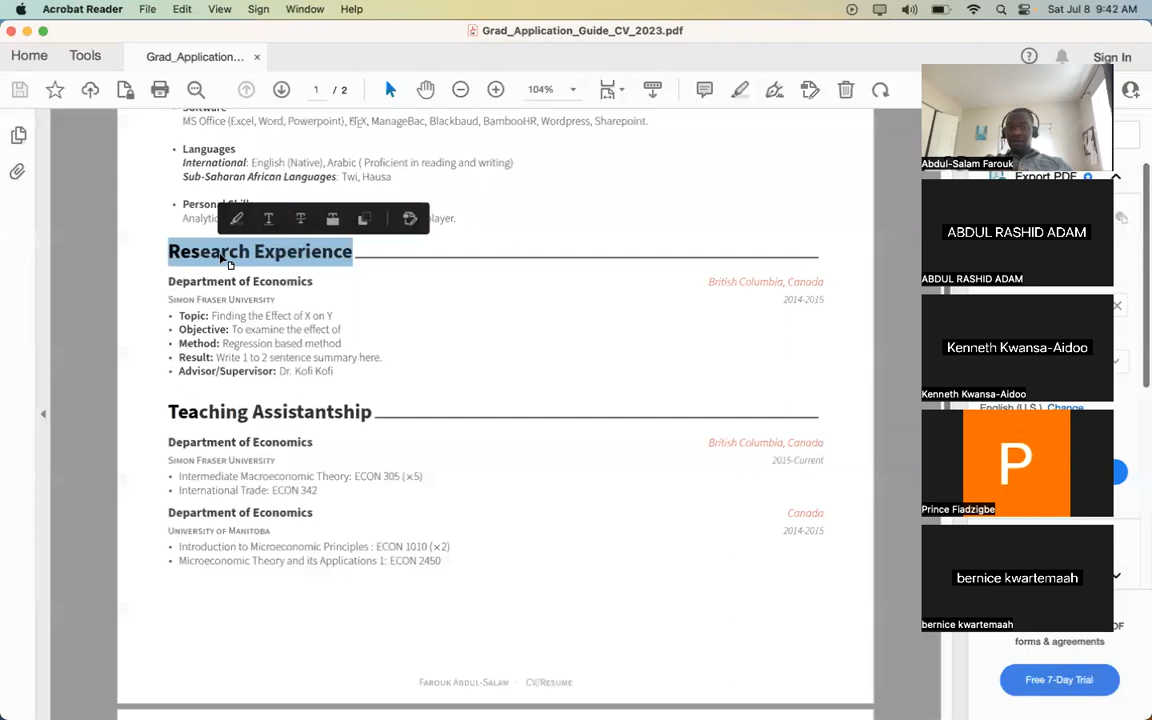 Acrobat Reader File Edit View Sign Window Help Sat Jul 8 9:42 AM
Grad_Application_Guide_CV_2023.pdf
Home Tools Grad_Application... × Sign In
1 / 2 104%
Software
MS Office (Excel, Word, Powerpoint), LaTeX, ManageBac, Blackbaud, BambooHR, Wordpress, Sharepoint.
• Languages
International: English (Native), Arabic ( Proficient in reading and writing)
Sub-Saharan African Languages: Twi, Hausa
• Personal Skills
Analytic player.
Research Experience
Department of Economics British Columbia, Canada
Simon Fraser University 2014-2015
• Topic: Finding the Effect of X on Y
• Objective: To examine the effect of
• Method: Regression based method
• Result: Write 1 to 2 sentence summary here.
• Advisor/Supervisor: Dr. Kofi Kofi
Teaching Assistantship
Department of Economics British Columbia, Canada
Simon Fraser University 2015-Current
• Intermediate Macroeconomic Theory: ECON 305 (×5)
• International Trade: ECON 342
Department of Economics Canada
University of Manitoba 2014-2015
• Introduction to Microeconomic Principles : ECON 1010 (×2)
• Microeconomic Theory and its Applications 1: ECON 2450
Farouk Abdul-Salam · CV/Resume
Abdul-Salam Farouk
Export PDF
ABDUL RASHID ADAM
ABDUL RASHID ADAM
Kenneth Kwansa-Aidoo
Kenneth Kwansa-Aidoo
English (U.S.) Change
P
Prince Fiadzigbe
bernice kwartemaah
bernice kwartemaah
DF
forms & agreements
Free 7-Day Trial